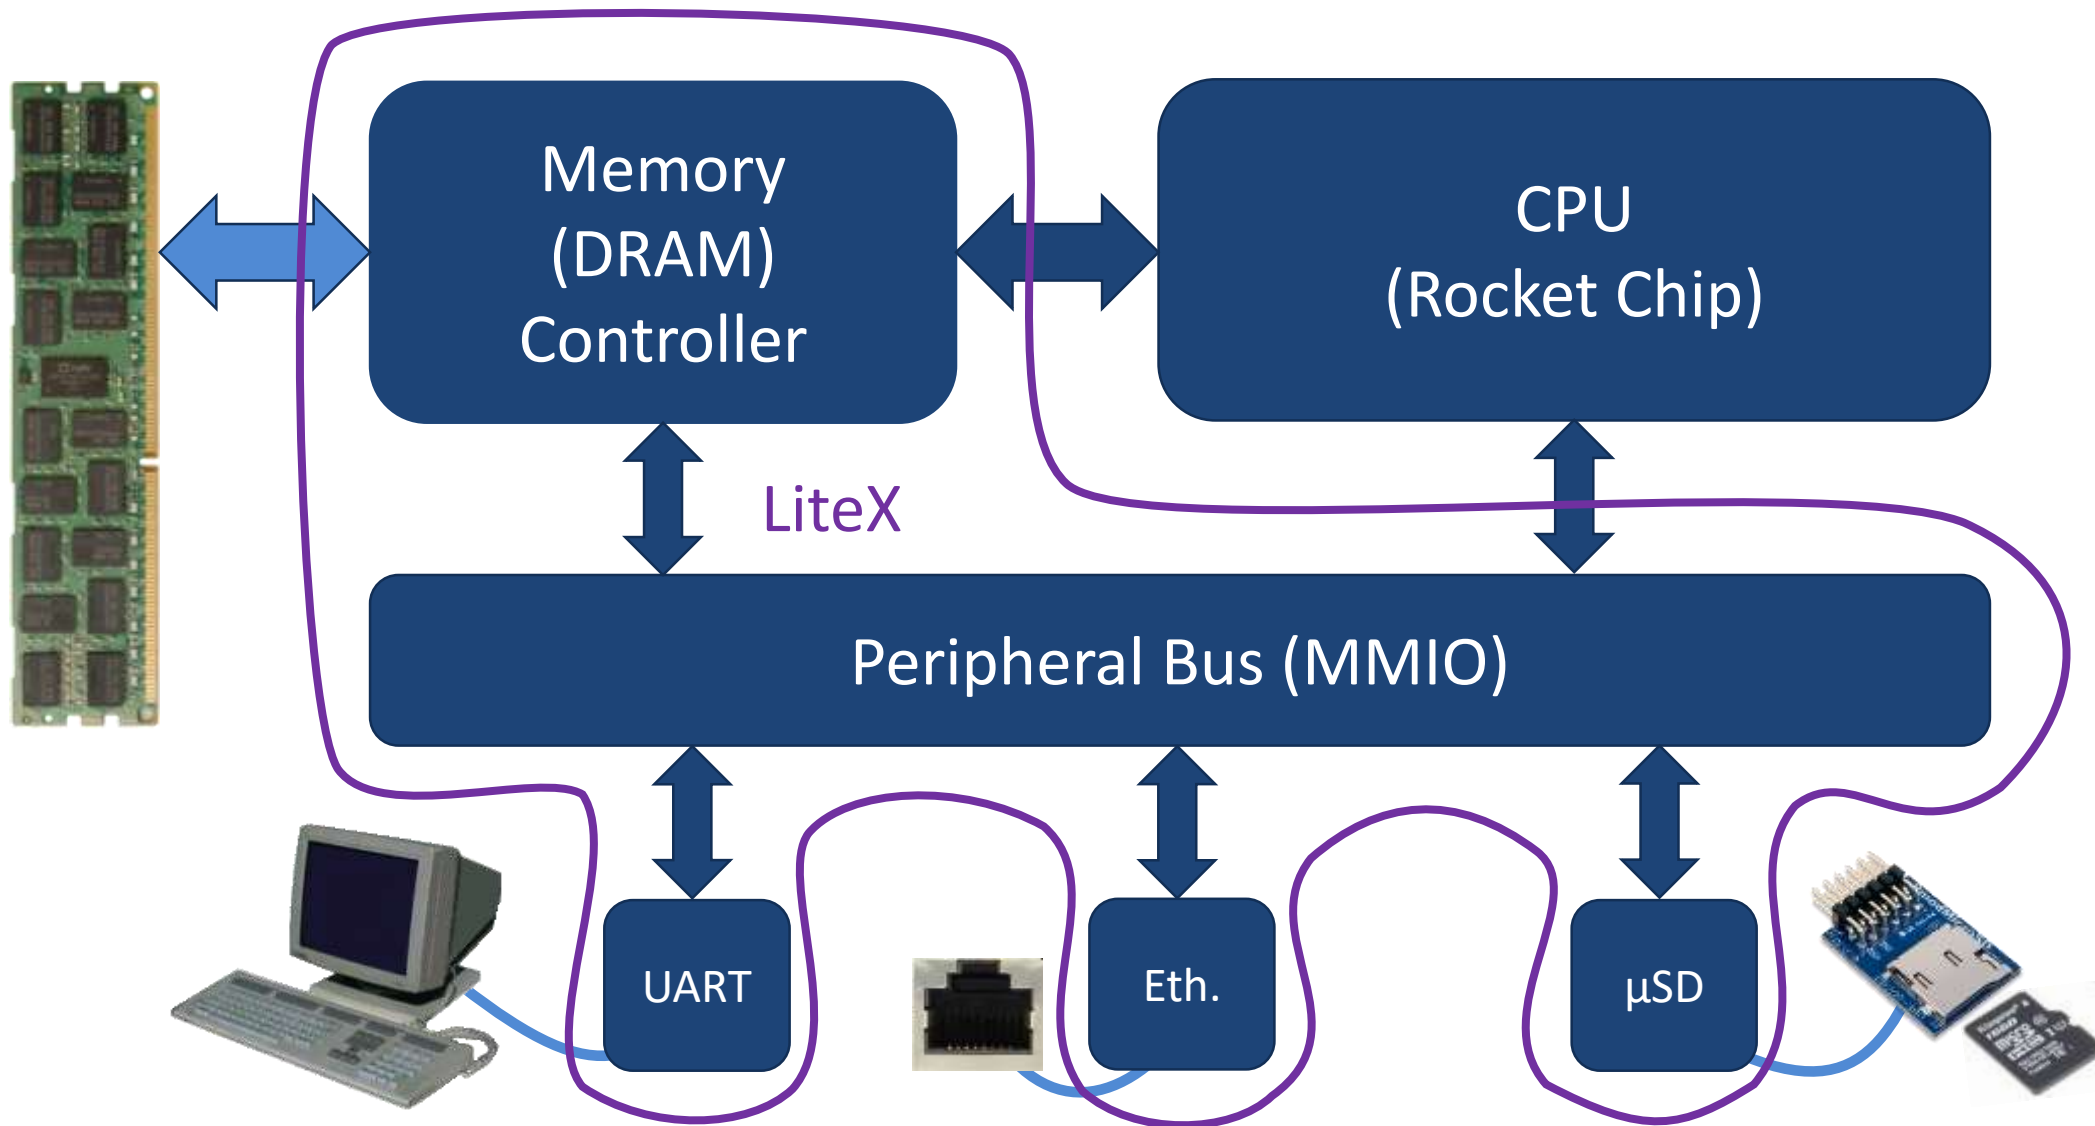 Memory
(DRAM)
Controller
CPU
(Rocket Chip)
LiteX
Peripheral Bus (MMIO)
UART
Eth.
µSD